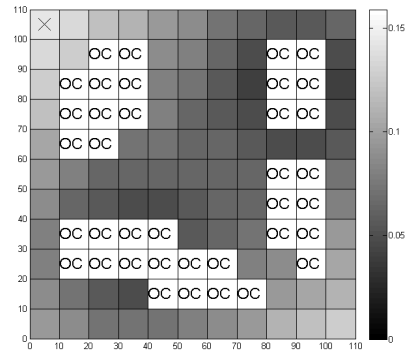 110
0.15
100
OC OC OC OC
90
OC OC OC OC OC
80
OC OC OC OC OC
70
0.1
OC OC
60
OC OC
50
OC OC
40
OC OC OC OC OC OC
0.05
30
OC OC OC OC OC OC OC
20
OC OC OC OC
10
0
0
0 10 20 30 40 50 60 70 80 90 100 110